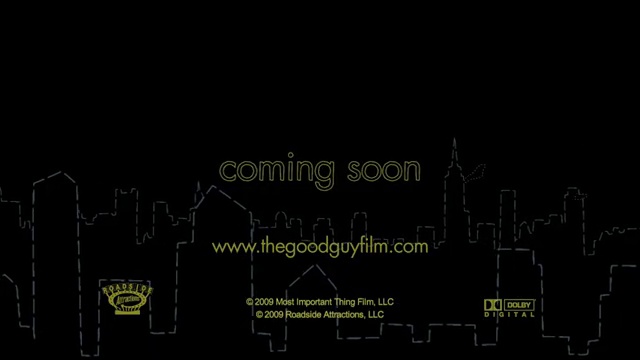 coming soon
www.thegoodguyfilm.com
ROADSIDE
Attractions
© 2009 Most Important Thing Film, LLC
© 2009 Roadside Attractions, LLC
DOLBY
DIGITAL